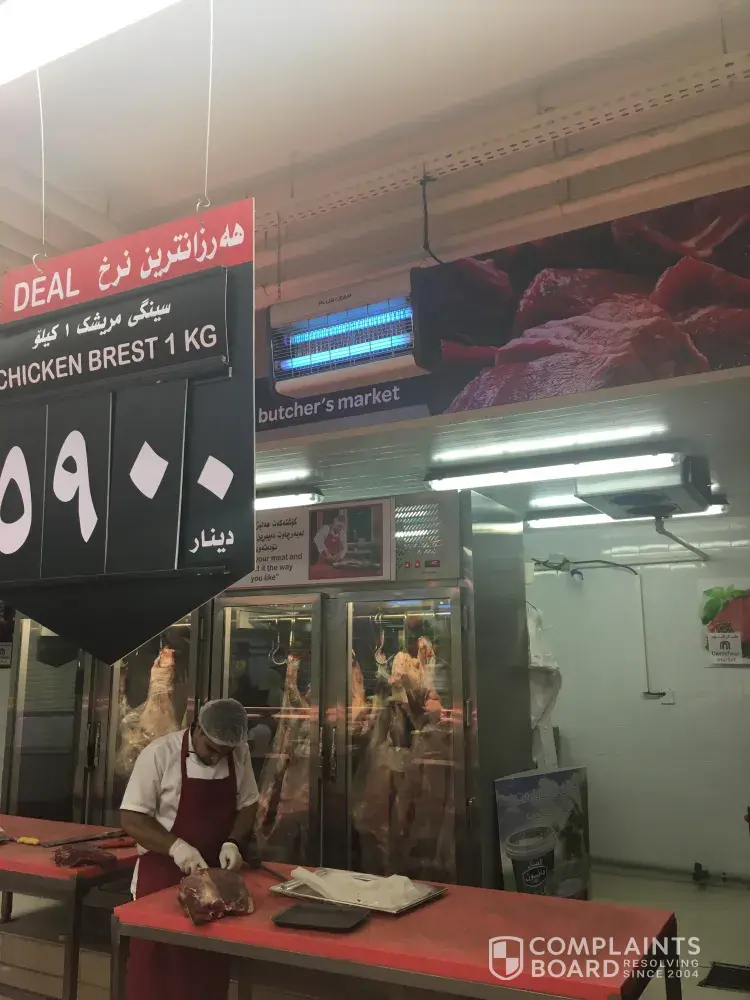 هەرزانترین نرخ DEAL
سینگی مریشک ١ کیلۆ
CHICKEN BREST 1 KG
٥٩٠٠
دینار
butcher's market
your meat and
it the way
you like"
COMPLAINTS
BOARD
RESOLVING
SINCE 2004